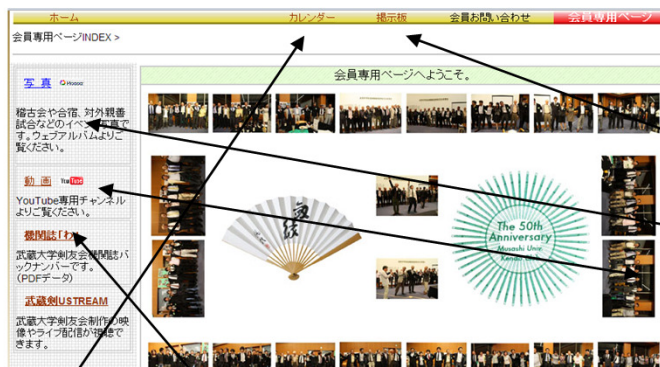 ホーム
カレンダー
掲示板
会員お問い合わせ
会員専用ページ
会員専用ページINDEX >
会員専用ページへようこそ。
写 真
稽古会や合宿、対外親善
試合などのイベント写真で
す。ウェブアルバムよりご
覧ください。
動 画 YouTube
YouTube専用チャンネル
よりご覧ください。
機関誌「わ
武蔵大学剣友会機関誌バ
ックナンバーです。
(PDFデータ)
武蔵剣USTREAM
武蔵大学剣友会制作の映
像やライブ配信が視聴で
きます。
The 50th
Anniversary
Musashi Univ.
Kendo Club